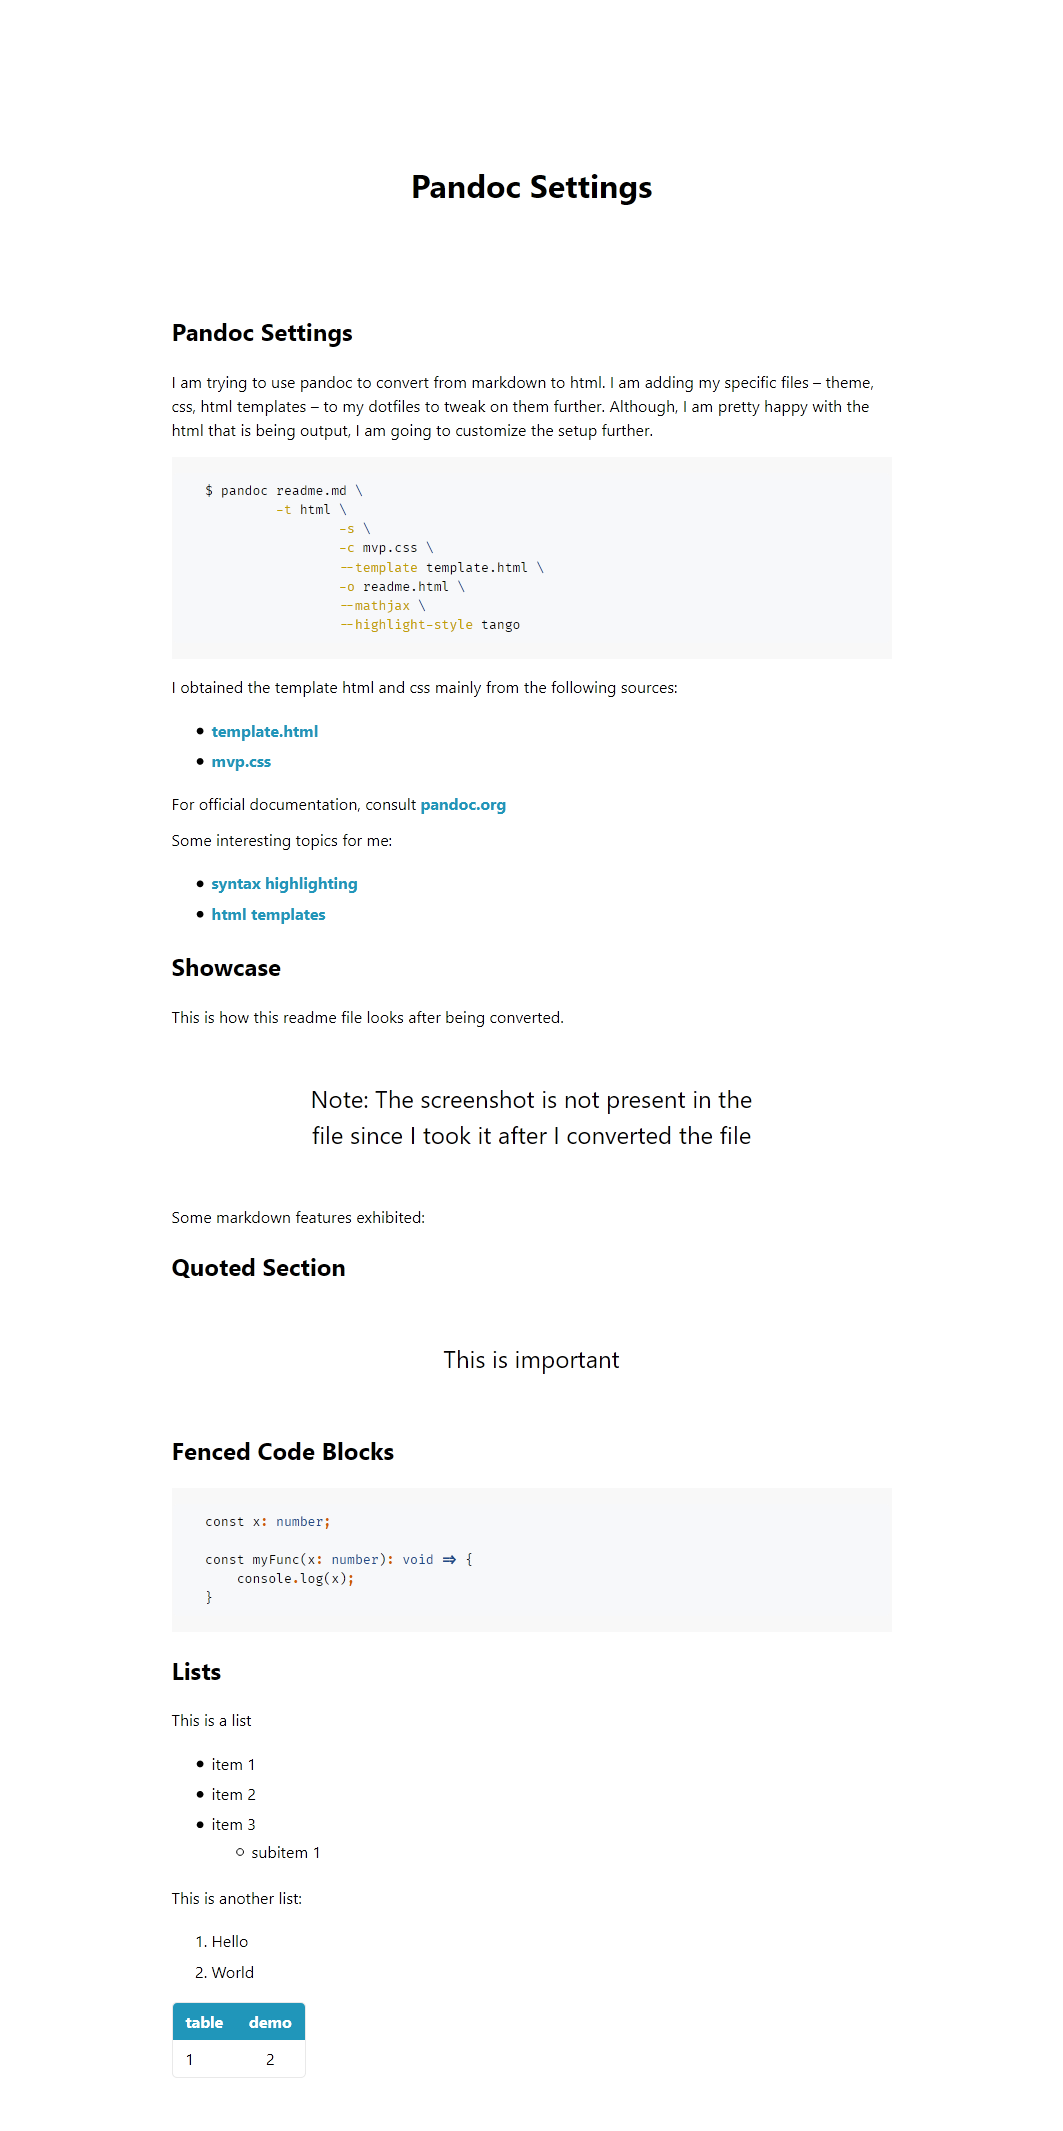 Pandoc Settings
Pandoc Settings
I am trying to use pandoc to convert from markdown to html. I am adding my specific files – theme,
css, html templates – to my dotfiles to tweak on them further. Although, I am pretty happy with the
html that is being output, I am going to customize the setup further.
$ pandoc readme.md \
-t html \
-s \
-c mvp.css \
--template template.html \
-o readme.html \
--mathjax \
--highlight-style tango
I obtained the template html and css mainly from the following sources:
• template.html
• mvp.css
For official documentation, consult pandoc.org
Some interesting topics for me:
• syntax highlighting
• html templates
Showcase
This is how this readme file looks after being converted.
Note: The screenshot is not present in the
file since I took it after I converted the file
Some markdown features exhibited:
Quoted Section
This is important
Fenced Code Blocks
const x: number;
const myFunc(x: number): void => {
console.log(x);
}
Lists
This is a list
• item 1
• item 2
• item 3
○ subitem 1
This is another list:
1. Hello
2. World
table demo
1 2